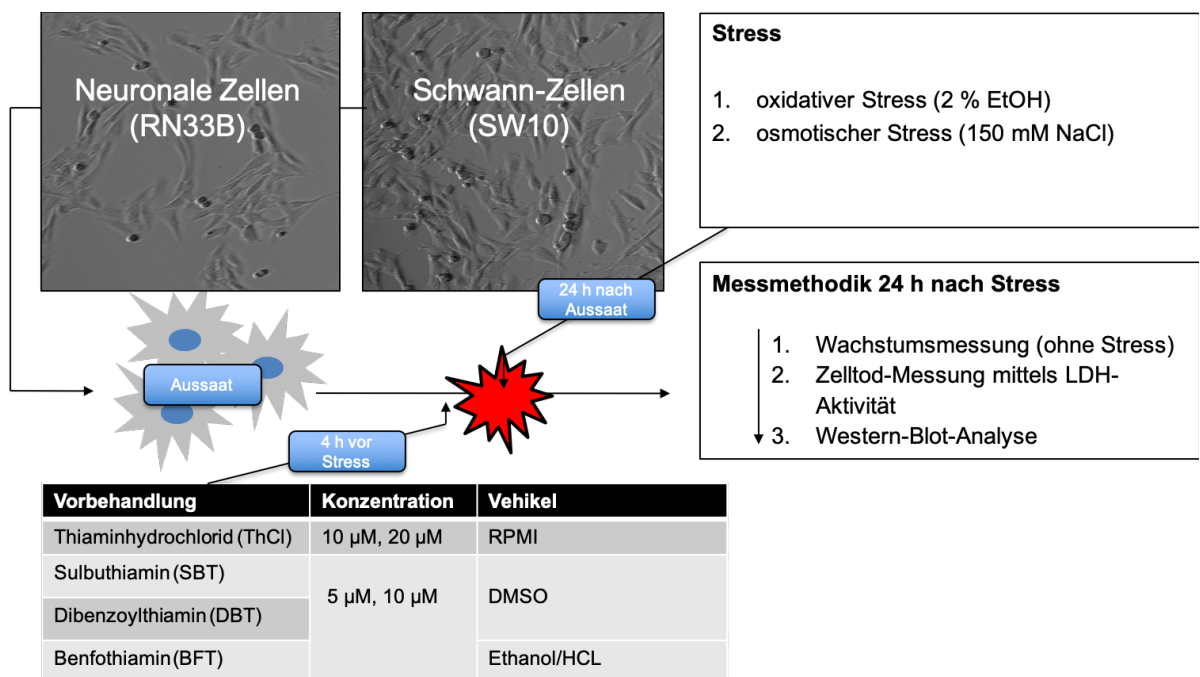 Neuronale Zellen
(RN33B)
Schwann-Zellen
(SW10)
Stress
1. oxidativer Stress (2 % EtOH)
2. osmotischer Stress (150 mM NaCl)
24 h nach
Aussaat
Messmethodik 24 h nach Stress
1. Wachstumsmessung (ohne Stress)
2. Zelltod-Messung mittels LDH-
Aktivität
3. Western-Blot-Analyse
Aussaat
4 h vor
Stress
Vorbehandlung Konzentration Vehikel
Thiaminhydrochlorid (ThCl) 10 µM, 20 µM RPMI
Sulbuthiamin (SBT)
5 µM, 10 µM DMSO
Dibenzoylthiamin (DBT)
Benfothiamin (BFT) Ethanol/HCL